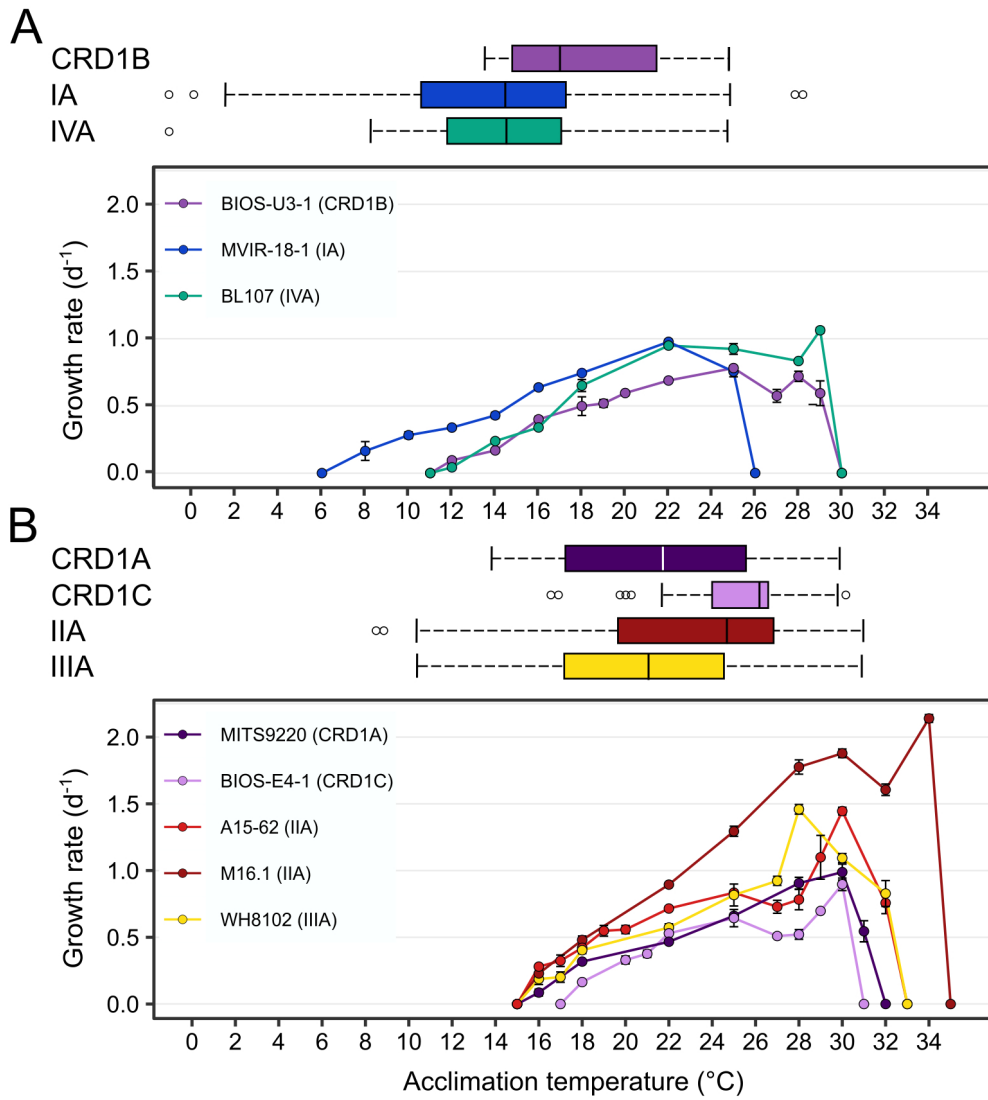 A
CRD1B
IA
IVA
BIOS-U3-1 (CRD1B)
MVIR-18-1 (IA)
BL107 (IVA)
Growth rate (d-1)
2.0
1.5
1.0
0.5
0.0
0 2 4 6 8 10 12 14 16 18 20 22 24 26 28 30 32 34
B
CRD1A
CRD1C
IIA
IIIA
MITS9220 (CRD1A)
BIOS-E4-1 (CRD1C)
A15-62 (IIA)
M16.1 (IIA)
WH8102 (IIIA)
Growth rate (d-1)
2.0
1.5
1.0
0.5
0.0
0 2 4 6 8 10 12 14 16 18 20 22 24 26 28 30 32 34
Acclimation temperature (°C)